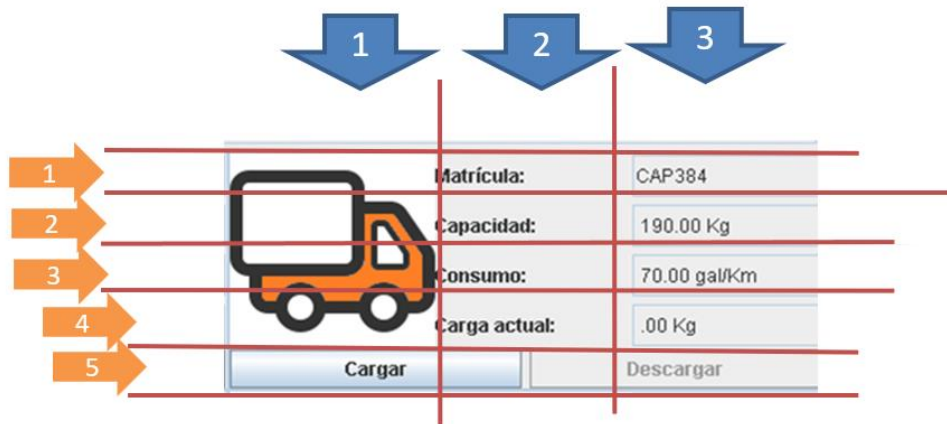 1 2 3
1 Matrícula: CAP384
2 Capacidad: 190.00 Kg
3 Consumo: 70.00 gal/Km
4 Carga actual: .00 Kg
5 Cargar Descargar